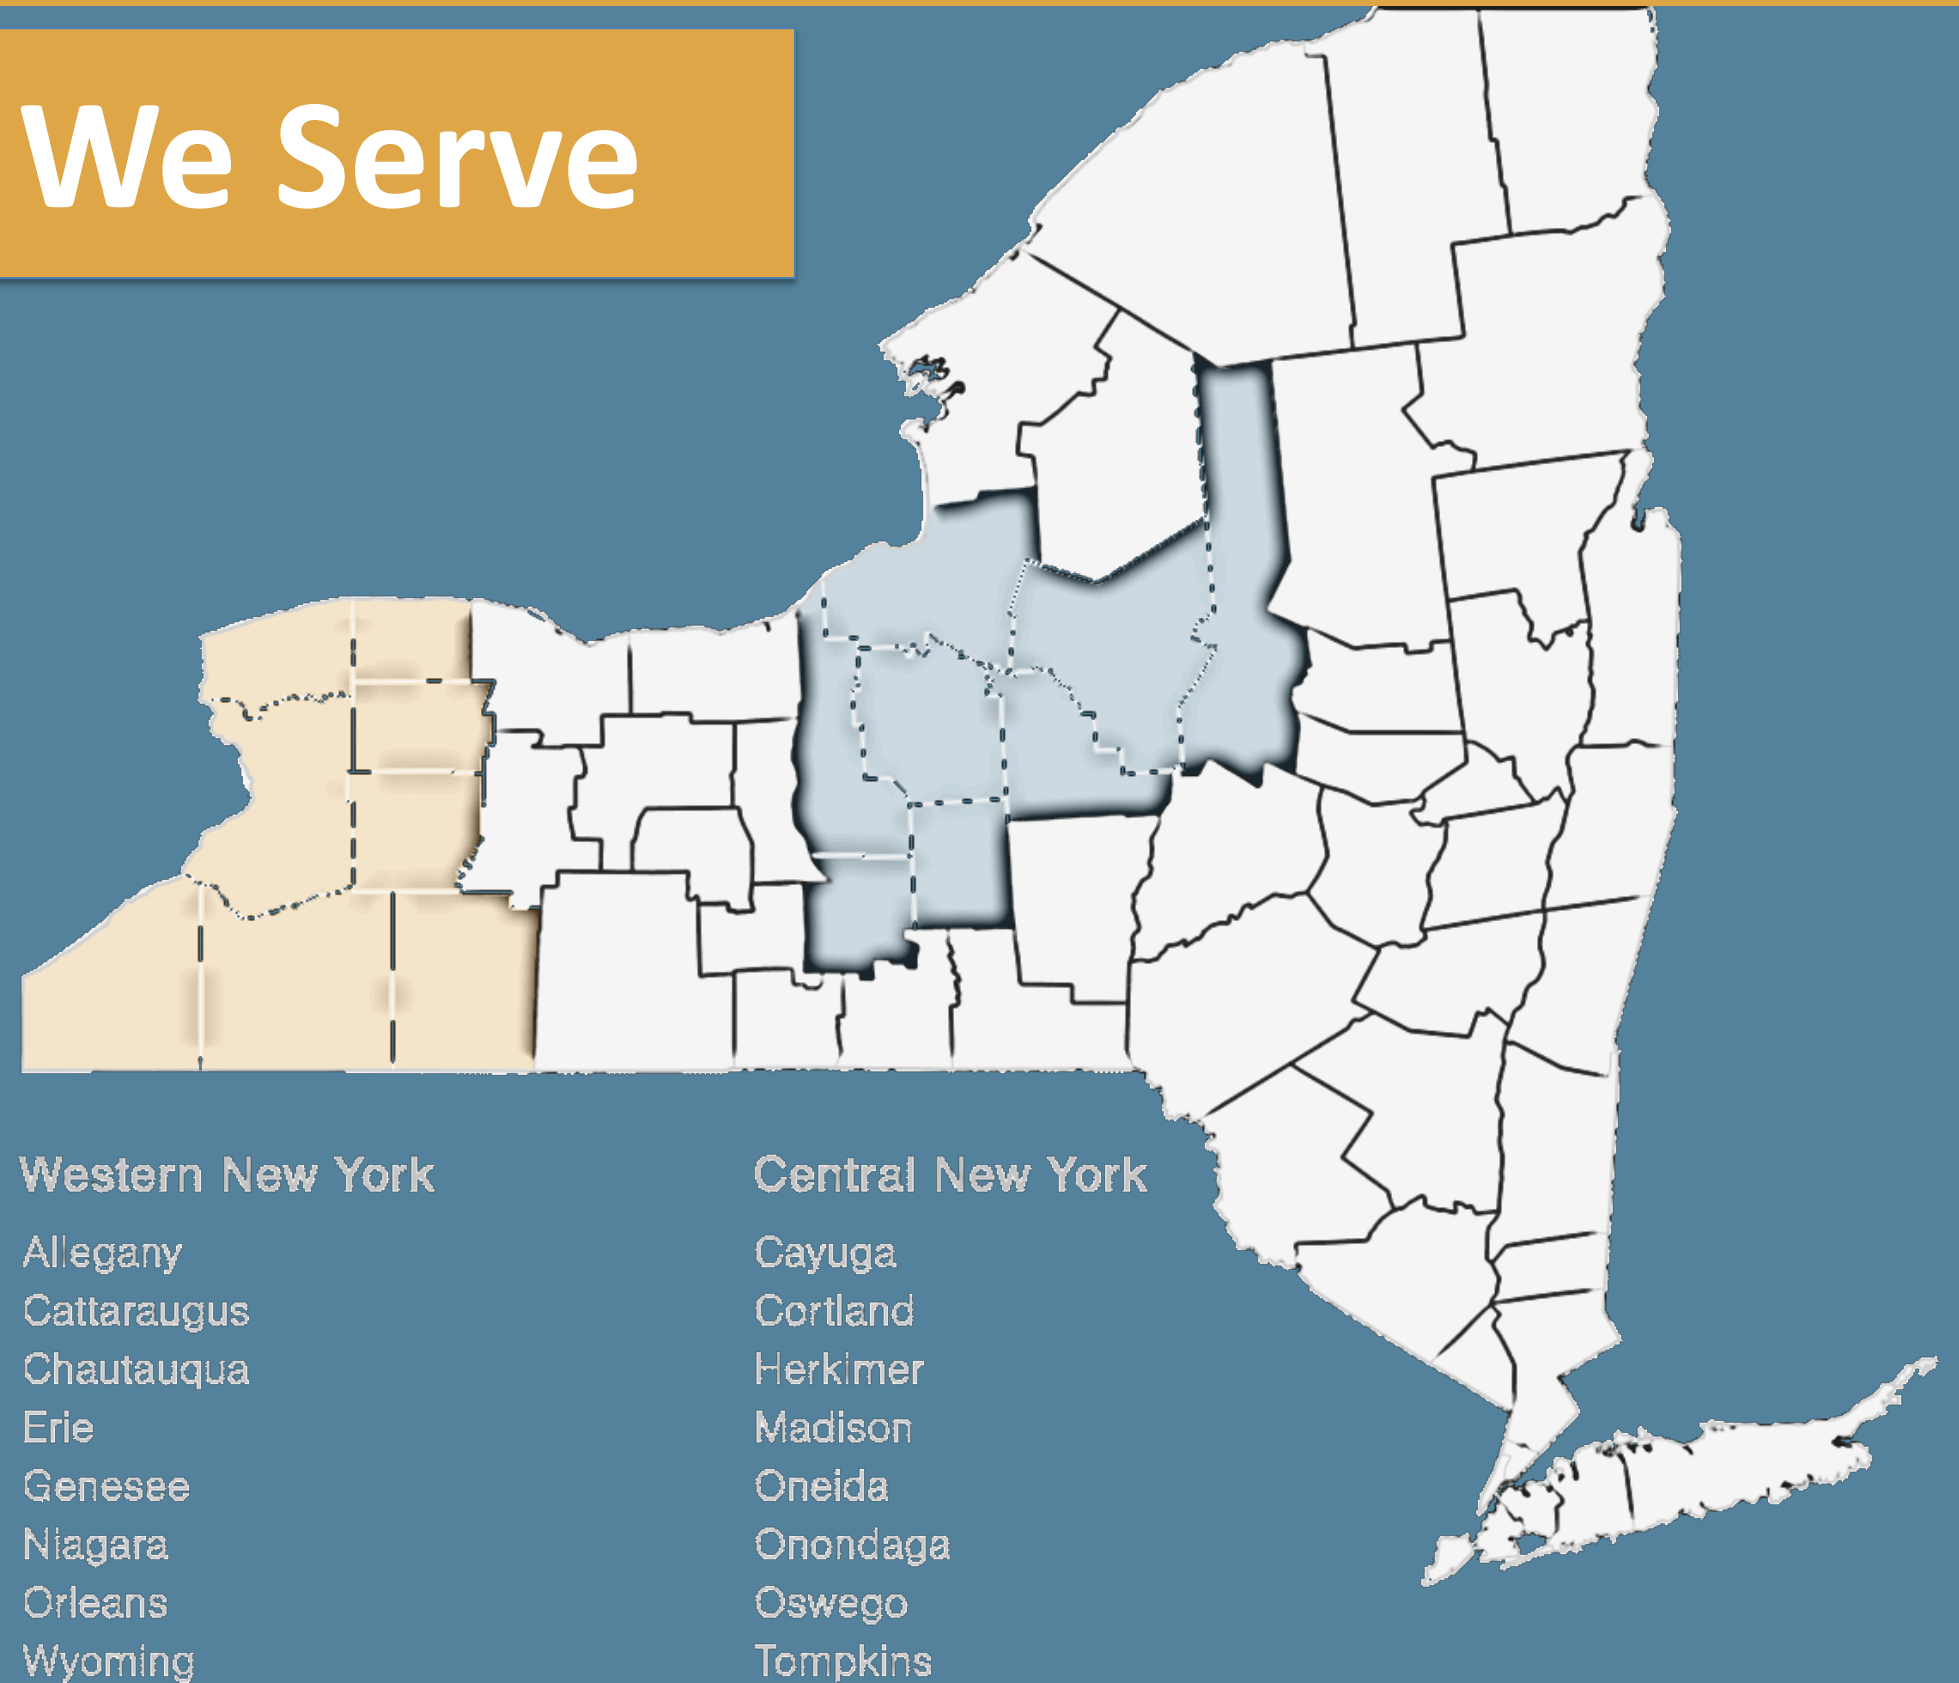 We Serve
Western New York
Allegany
Cattaraugus
Chautauqua
Erie
Genesee
Niagara
Orleans
Wyoming
Central New York
Cayuga
Cortland
Herkimer
Madison
Oneida
Onondaga
Oswego
Tompkins